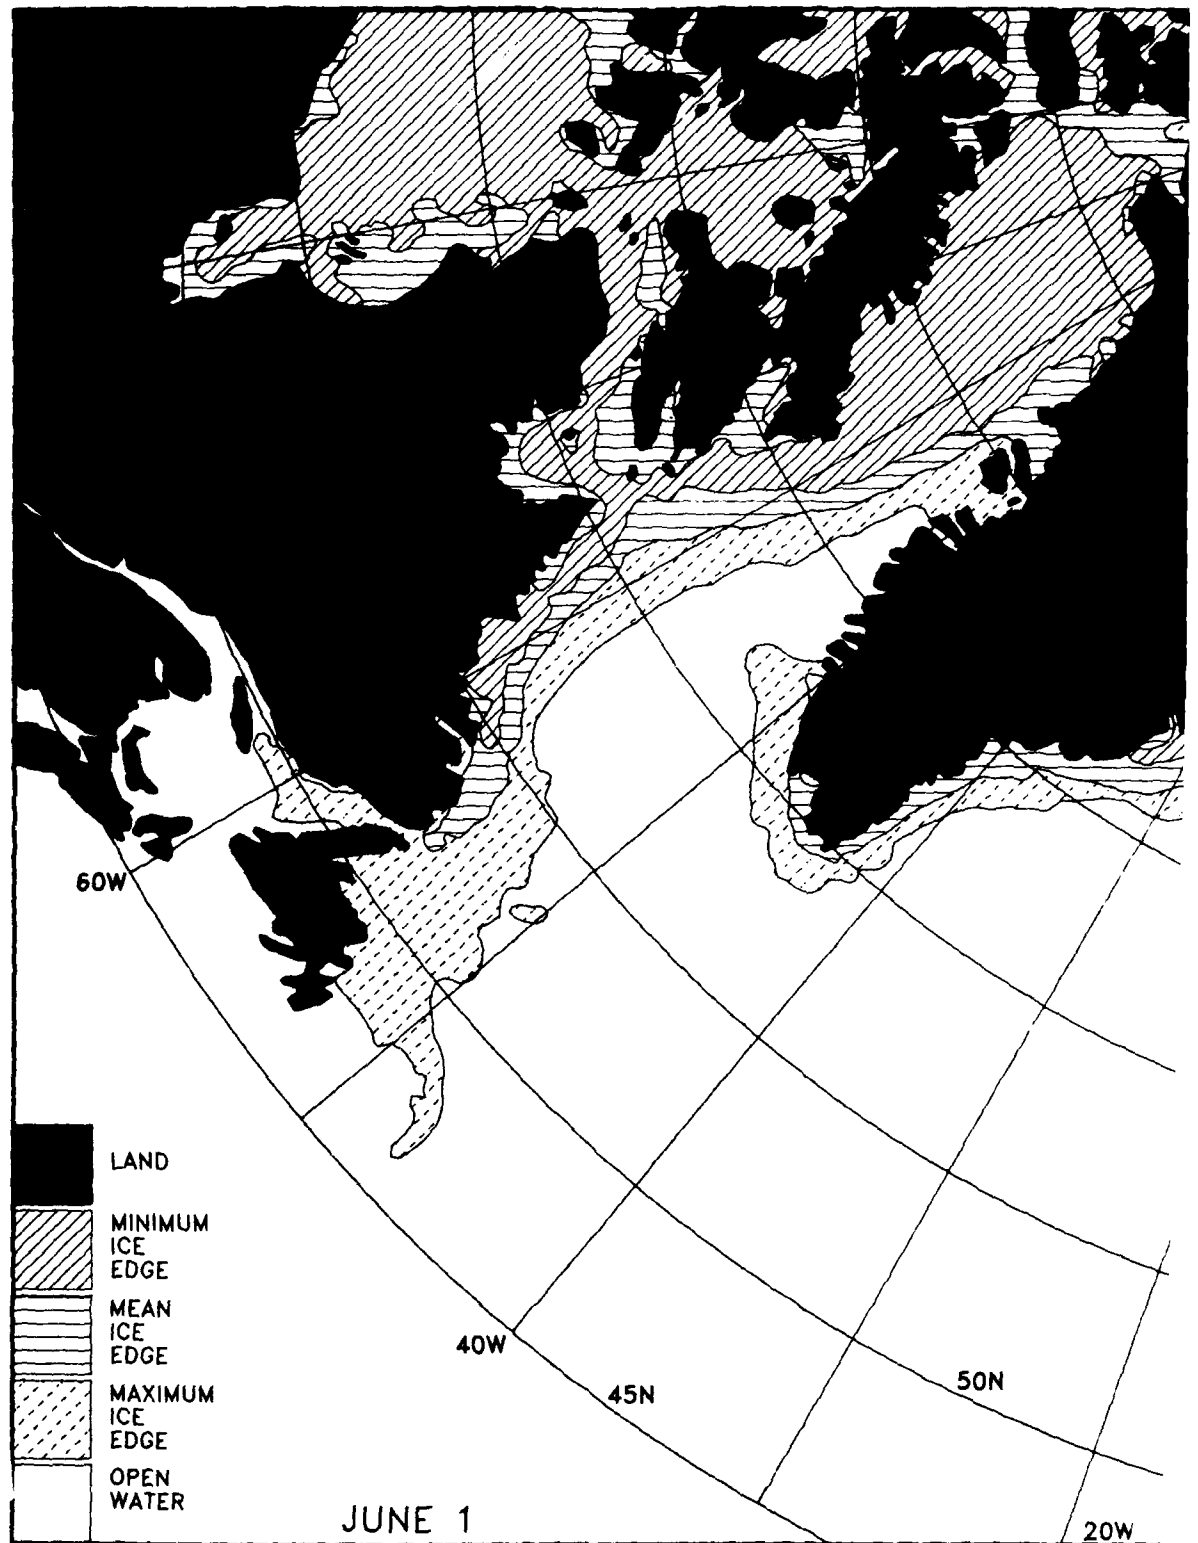 60W
LAND
MINIMUM
ICE
EDGE
MEAN
ICE
EDGE
MAXIMUM
ICE
EDGE
OPEN
WATER
40W
45N
50N
JUNE 1
20W